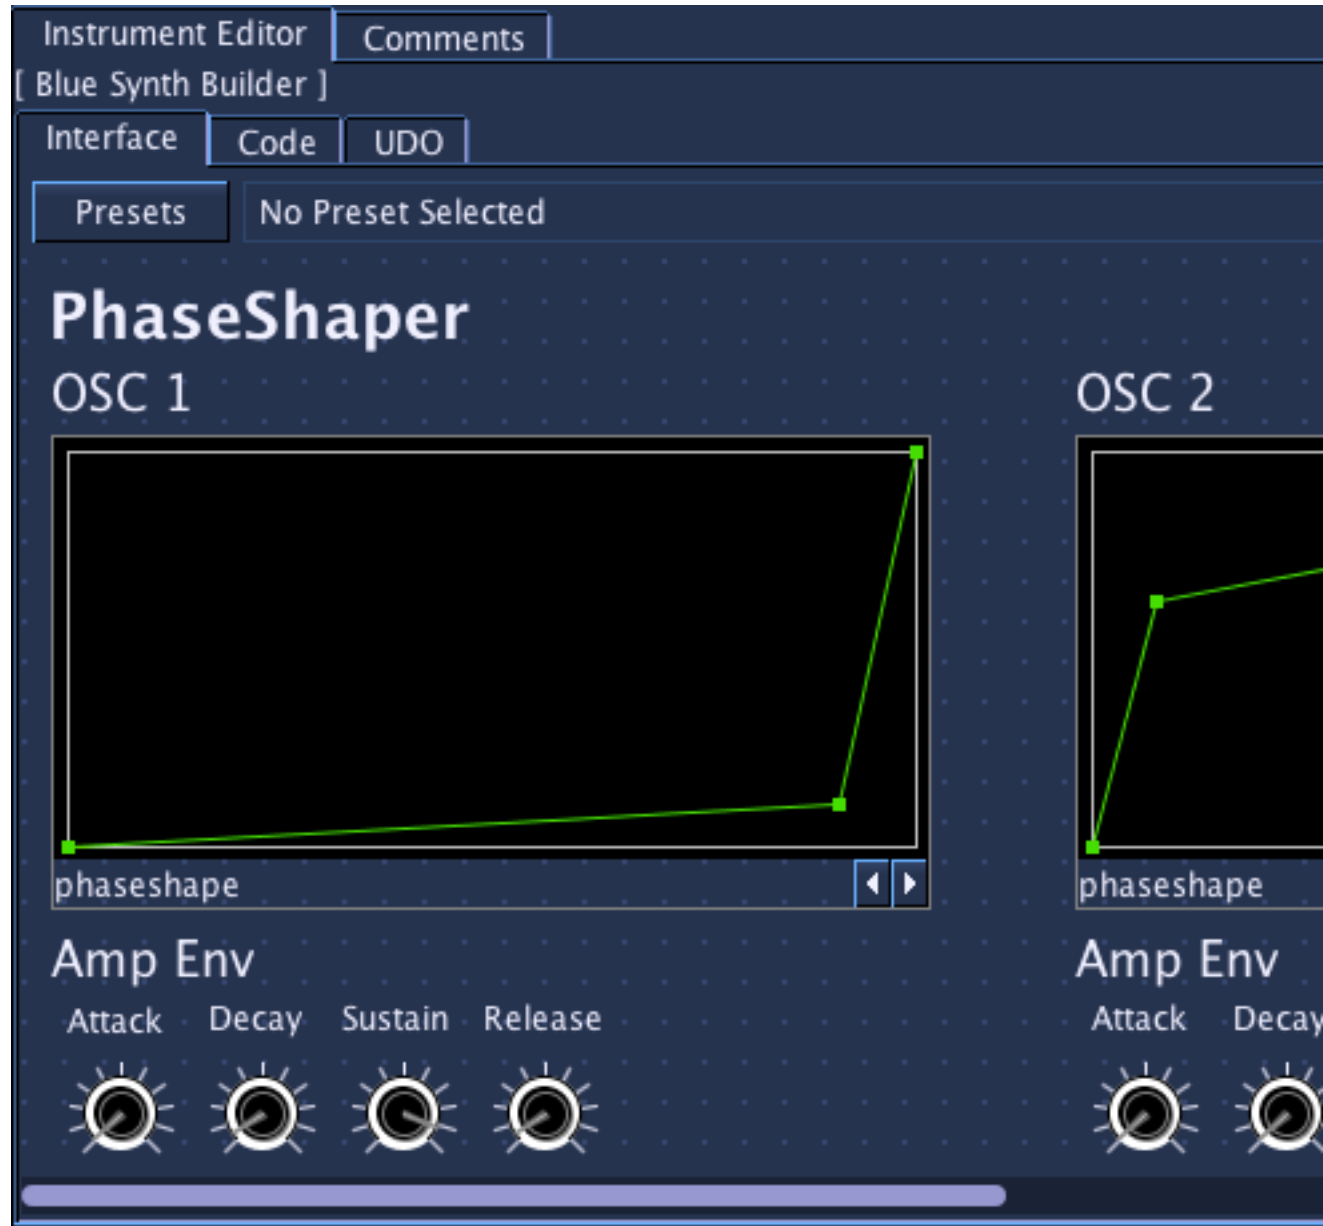 Instrument Editor Comments
[ Blue Synth Builder ]
Interface Code UDO
Presets No Preset Selected
PhaseShaper
OSC 1 OSC 2
phaseshape phaseshape
Amp Env Amp Env
Attack Decay Sustain Release Attack Decay